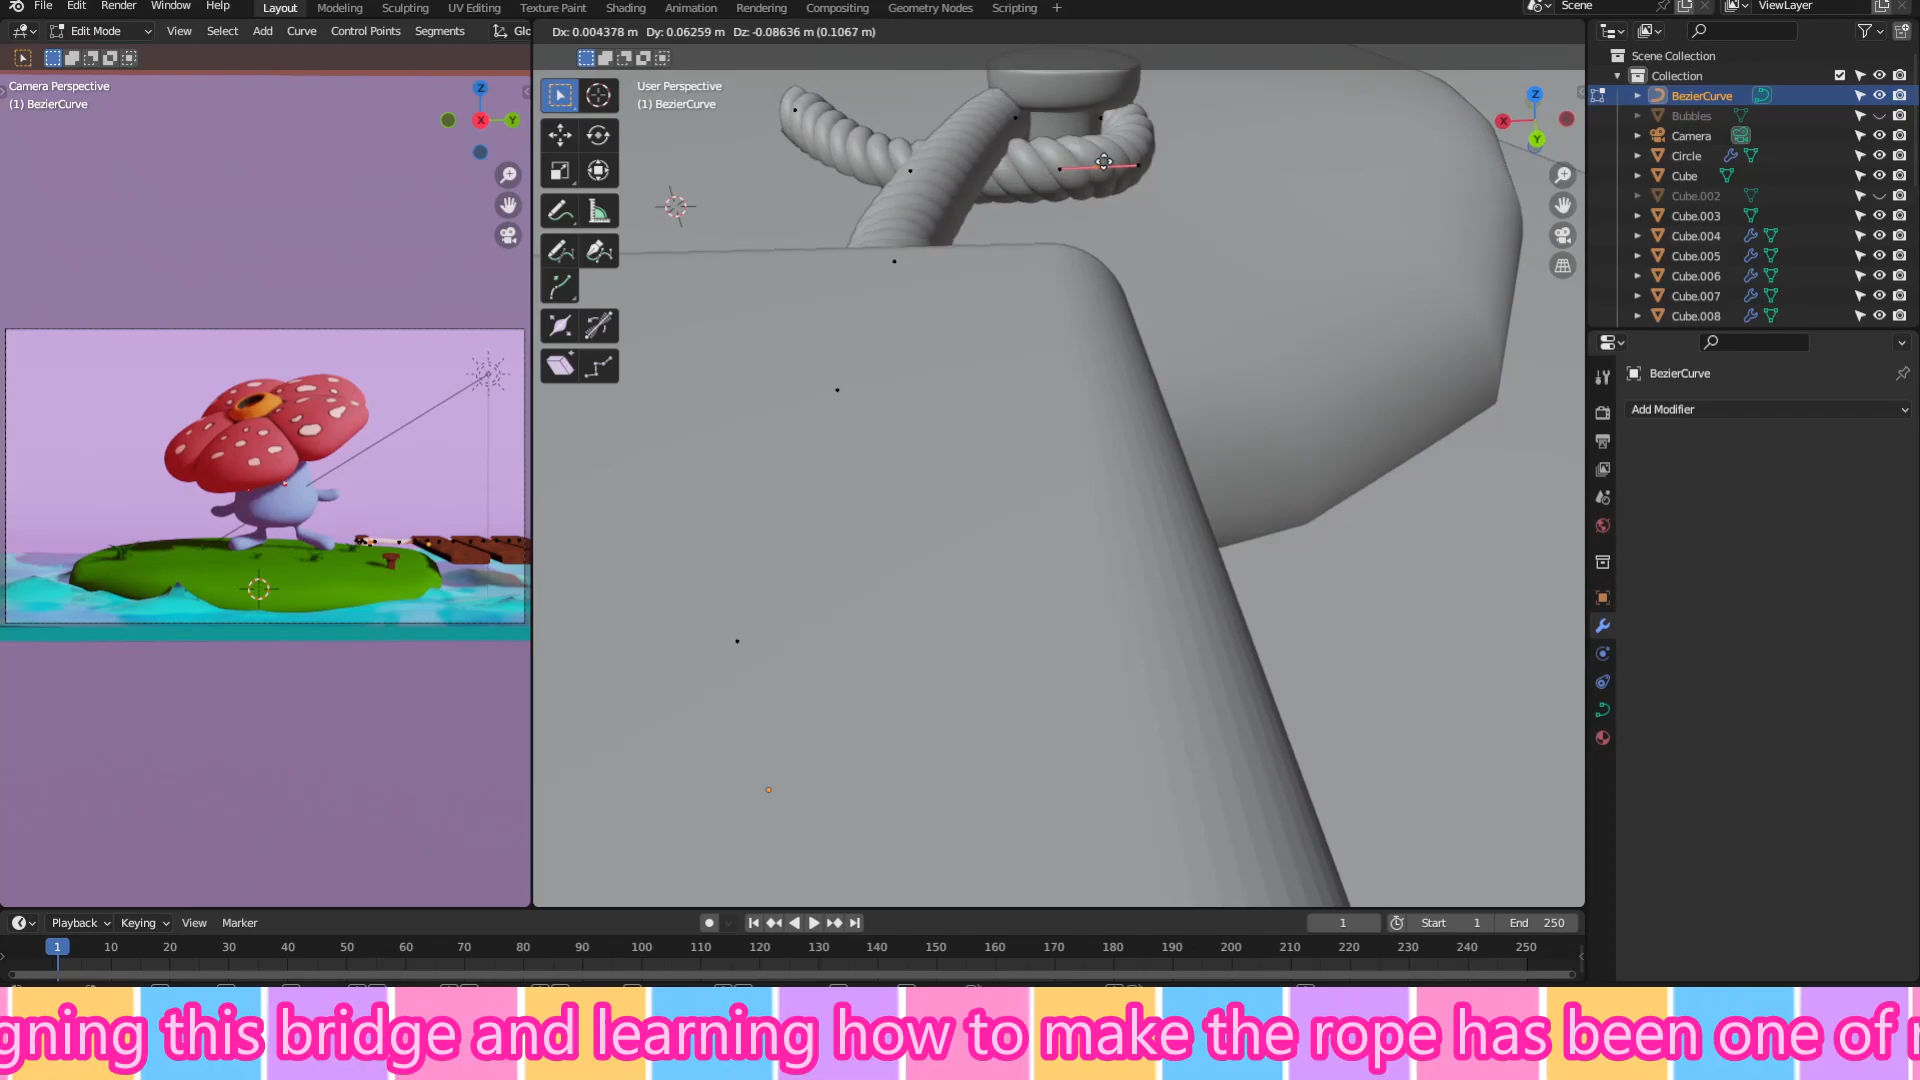 File Edit Render Window Help Layout Modeling Sculpting UV Editing Texture Paint Shading Animation Rendering Compositing Geometry Nodes Scripting + Scene ViewLayer
Edit Mode View Select Add Curve Control Points Segments Glo
Dx: 0.004378 m Dy: 0.06259 m Dz: -0.08636 m (0.1067 m)
Camera Perspective
(1) BezierCurve
Z
X
Y
User Perspective
(1) BezierCurve
Z
X
Y
Scene Collection
Collection
BezierCurve
Bubbles
Camera
Circle
Cube
Cube.002
Cube.003
Cube.004
Cube.005
Cube.006
Cube.007
Cube.008
BezierCurve
Add Modifier
Playback Keying View Marker 1 Start 1 End 250
1 10 20 30 40 50 60 70 80 90 100 110 120 130 140 150 160 170 180 190 200 210 220 230 240 250
gning this bridge and learning how to make the rope has been one of